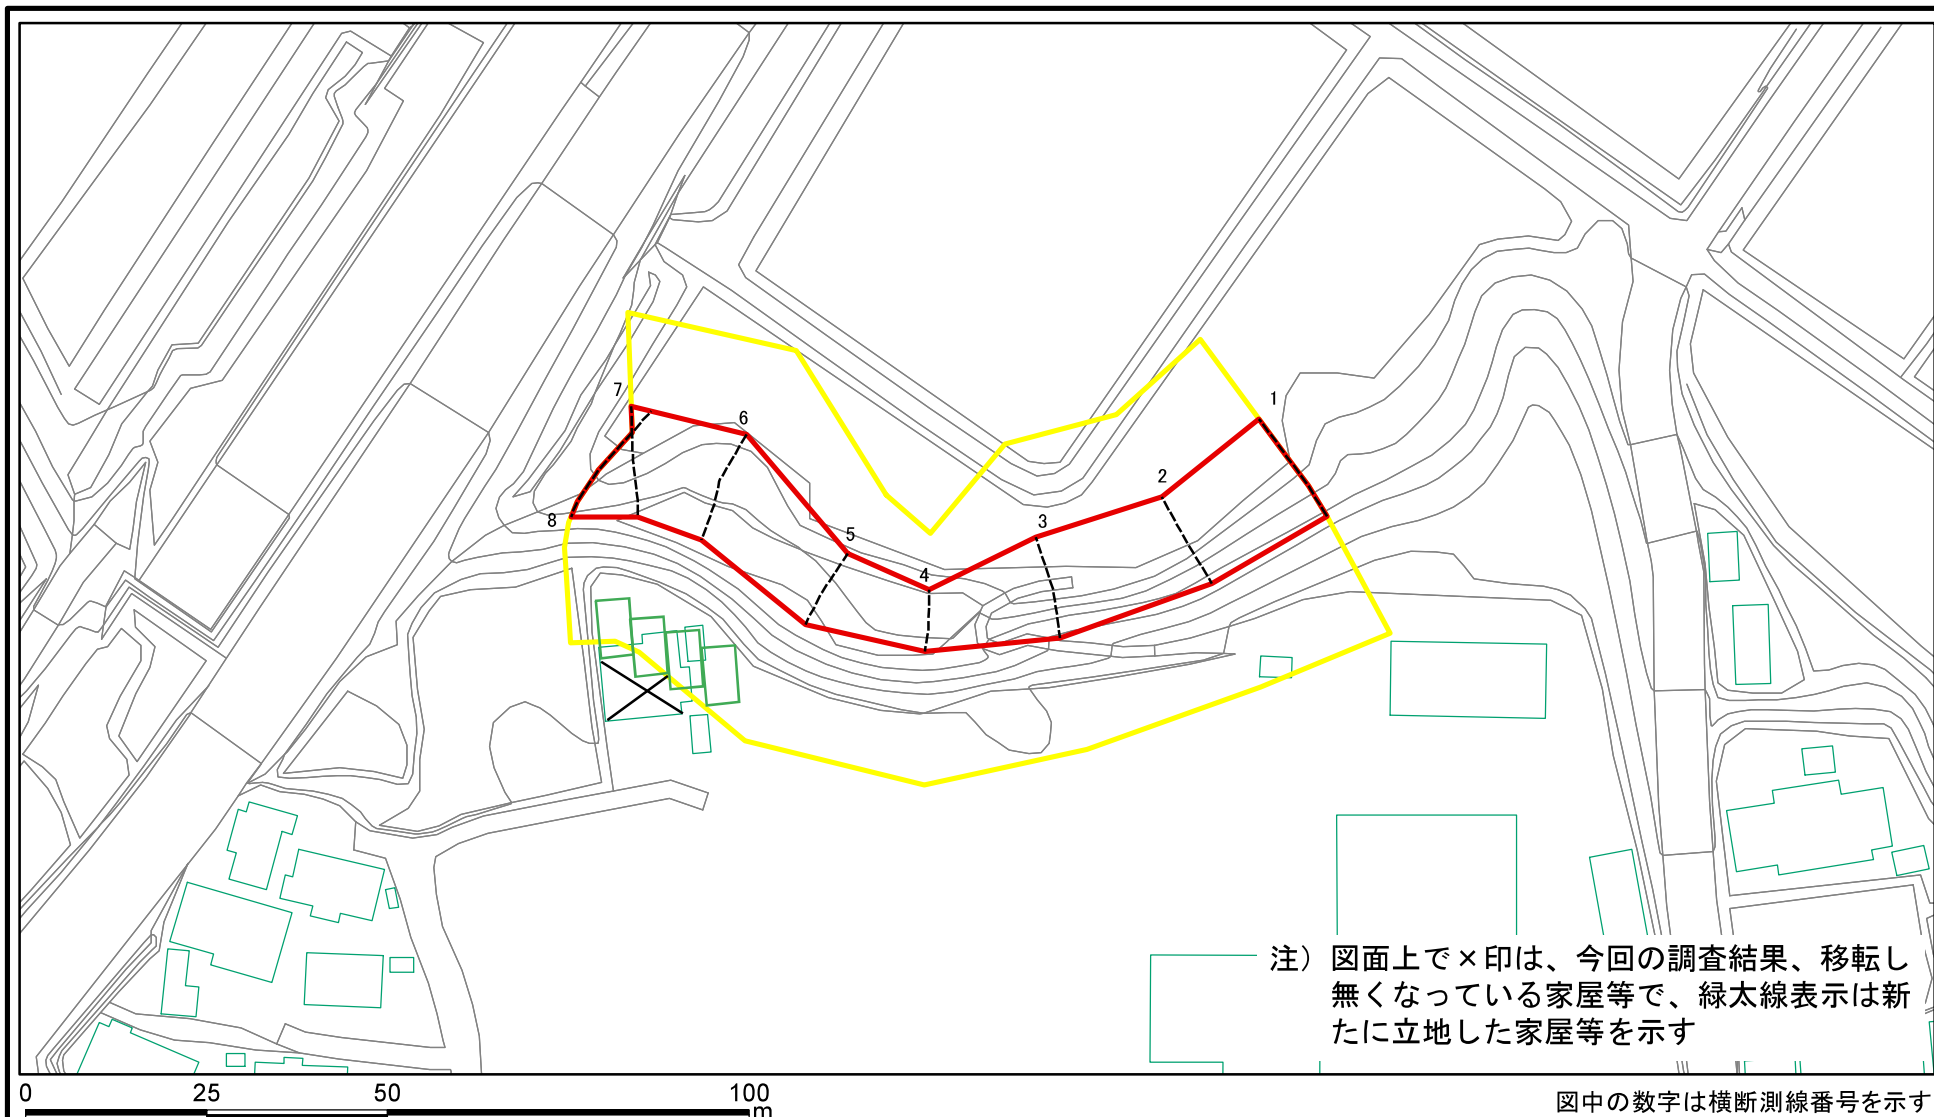 1
7
6
2
8
3
5
4
注）図面上で×印は、今回の調査結果、移転し
無くなっている家屋等で、緑太線表示は新
たに立地した家屋等を示す
0 25 50 100
m
図中の数字は横断測線番号を示す